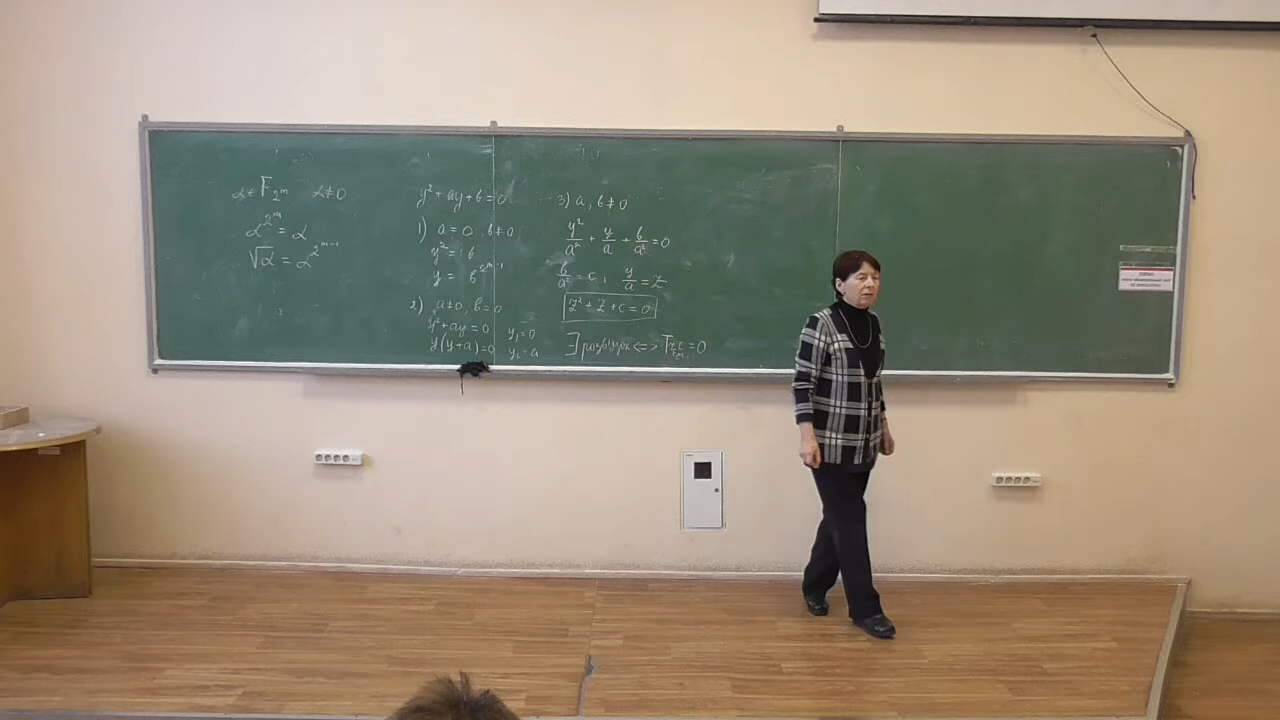 α ∈ F_{2^m} α ≠ 0
α^{2^m} = α
√α = α^{2^{m-1}}
y² + ay + b = 0
1) a = 0, b ≠ a
y² = b
y = b^{2^{m-1}}
2) a ≠ 0, b = 0
y² + ay = 0
y(y + a) = 0 y₁ = 0
y₂ = a
3) a, b ≠ 0
y²/a² + y/a + b/a² = 0
b/a² = c, y/a = z
z² + z + c = 0
∃ розв'язок <=> Tr c = 0